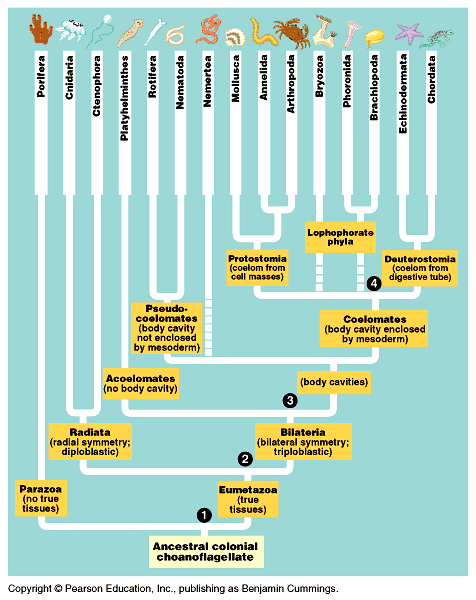 Porifera
Cnidaria
Ctenophora
Platyhelminthes
Rotifera
Nematoda
Nemertea
Mollusca
Annelida
Arthropoda
Bryozoa
Phoronida
Brachiopoda
Echinodermata
Chordata
Lophophorate
phyla
Protostomia
(coelom from
cell masses)
Deuterostomia
(coelom from
digestive tube)
4
Pseudo-
coelomates
(body cavity
not enclosed
by mesoderm)
Coelomates
(body cavity enclosed
by mesoderm)
Acoelomates
(no body cavity)
(body cavities)
3
Radiata
(radial symmetry;
diploblastic)
Bilateria
(bilateral symmetry;
triploblastic)
2
Parazoa
(no true
tissues)
Eumetazoa
(true
tissues)
1
Ancestral colonial
choanoflagellate
Copyright © Pearson Education, Inc., publishing as Benjamin Cummings.